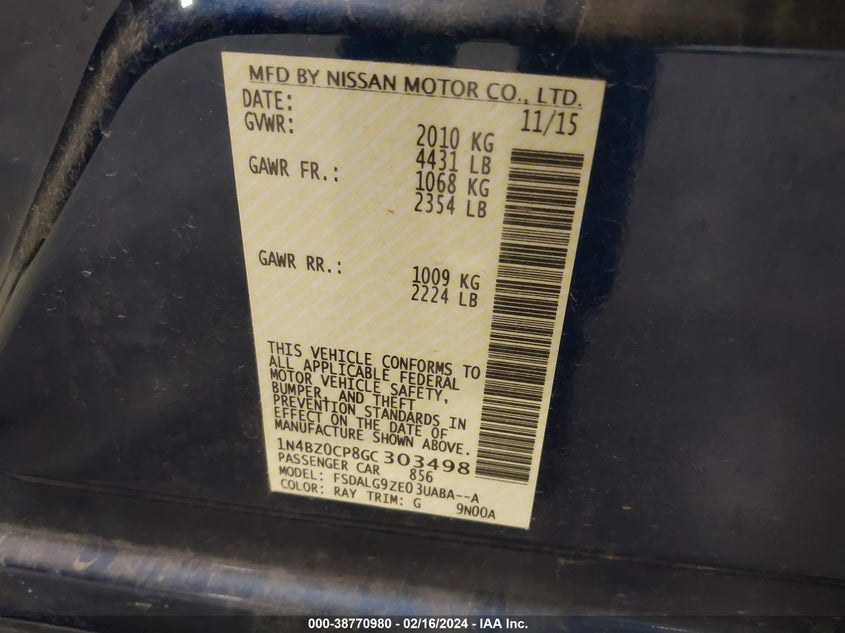 MFD BY NISSAN MOTOR CO., LTD.
DATE: 11/15
GVWR: 2010 KG
4431 LB
GAWR FR.: 1068 KG
2354 LB
GAWR RR.: 1009 KG
2224 LB
THIS VEHICLE CONFORMS TO
ALL APPLICABLE FEDERAL
MOTOR VEHICLE SAFETY,
BUMPER, AND THEFT
PREVENTION STANDARDS IN
EFFECT ON THE DATE OF
MANUFACTURE SHOWN ABOVE.
1N4BZ0CP8GC303498
PASSENGER CAR 856
MODEL: FSDALG9ZE03UABA--A
COLOR: RAY TRIM: G 9N00A
000-38770980 - 02/16/2024 - IAA Inc.